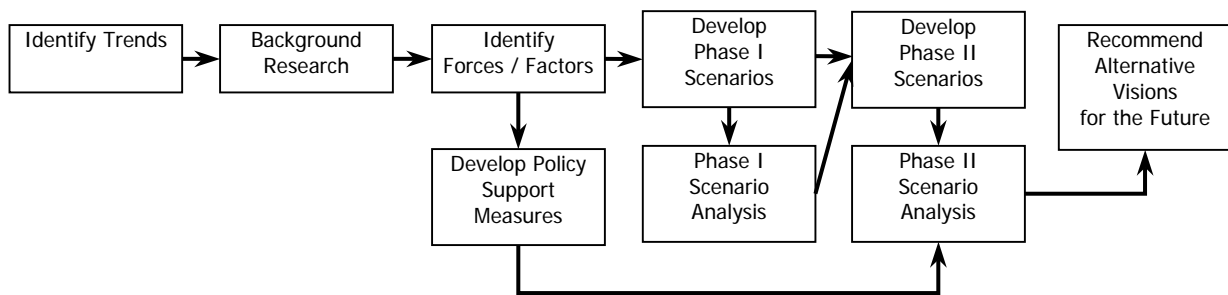 Identify Trends
Background
Research
Identify
Forces / Factors
Develop
Phase I
Scenarios
Develop
Phase II
Scenarios
Recommend
Alternative
Visions
for the Future
Develop Policy
Support
Measures
Phase I
Scenario
Analysis
Phase II
Scenario
Analysis